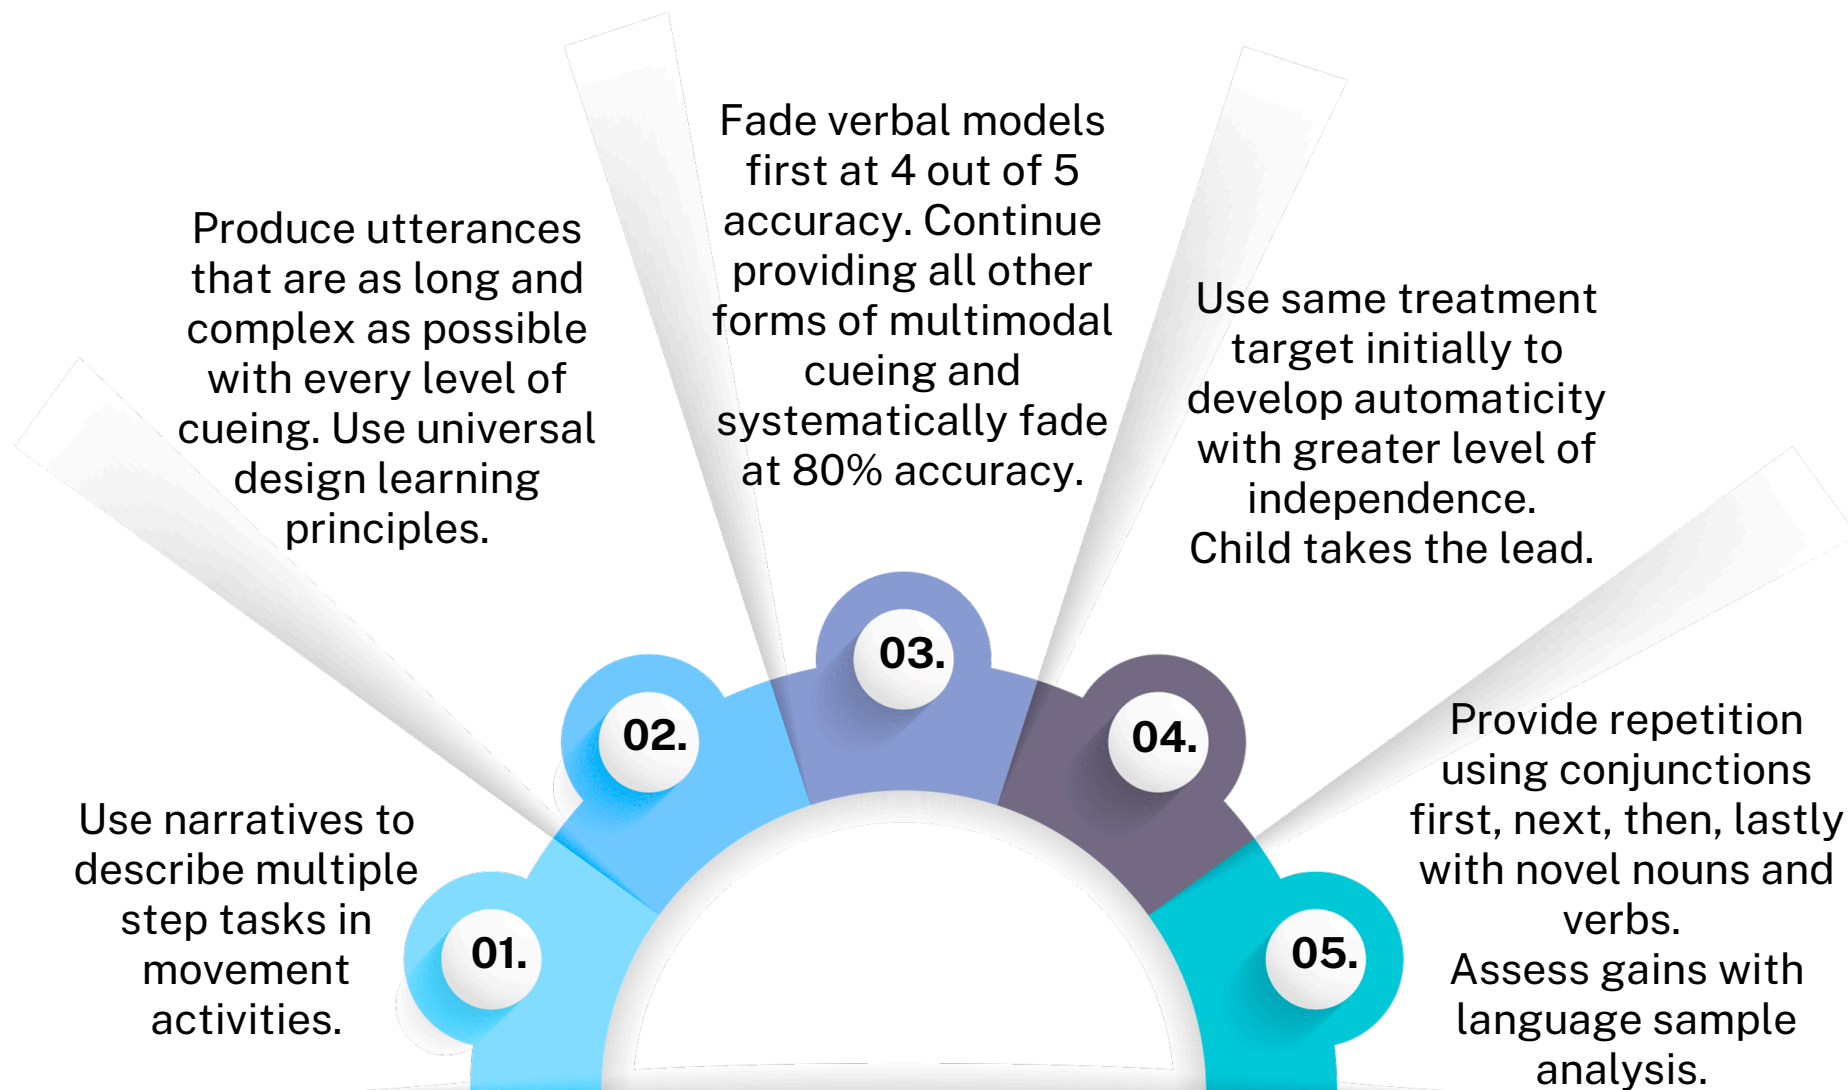 01.
Use narratives to
describe multiple
step tasks in
movement
activities.
02.
Produce utterances
that are as long and
complex as possible
with every level of
cueing. Use universal
design learning
principles.
03.
Fade verbal models
first at 4 out of 5
accuracy. Continue
providing all other
forms of multimodal
cueing and
systematically fade
at 80% accuracy.
04.
Use same treatment
target initially to
develop automaticity
with greater level of
independence.
Child takes the lead.
05.
Provide repetition
using conjunctions
first, next, then, lastly
with novel nouns and
verbs.
Assess gains with
language sample
analysis.